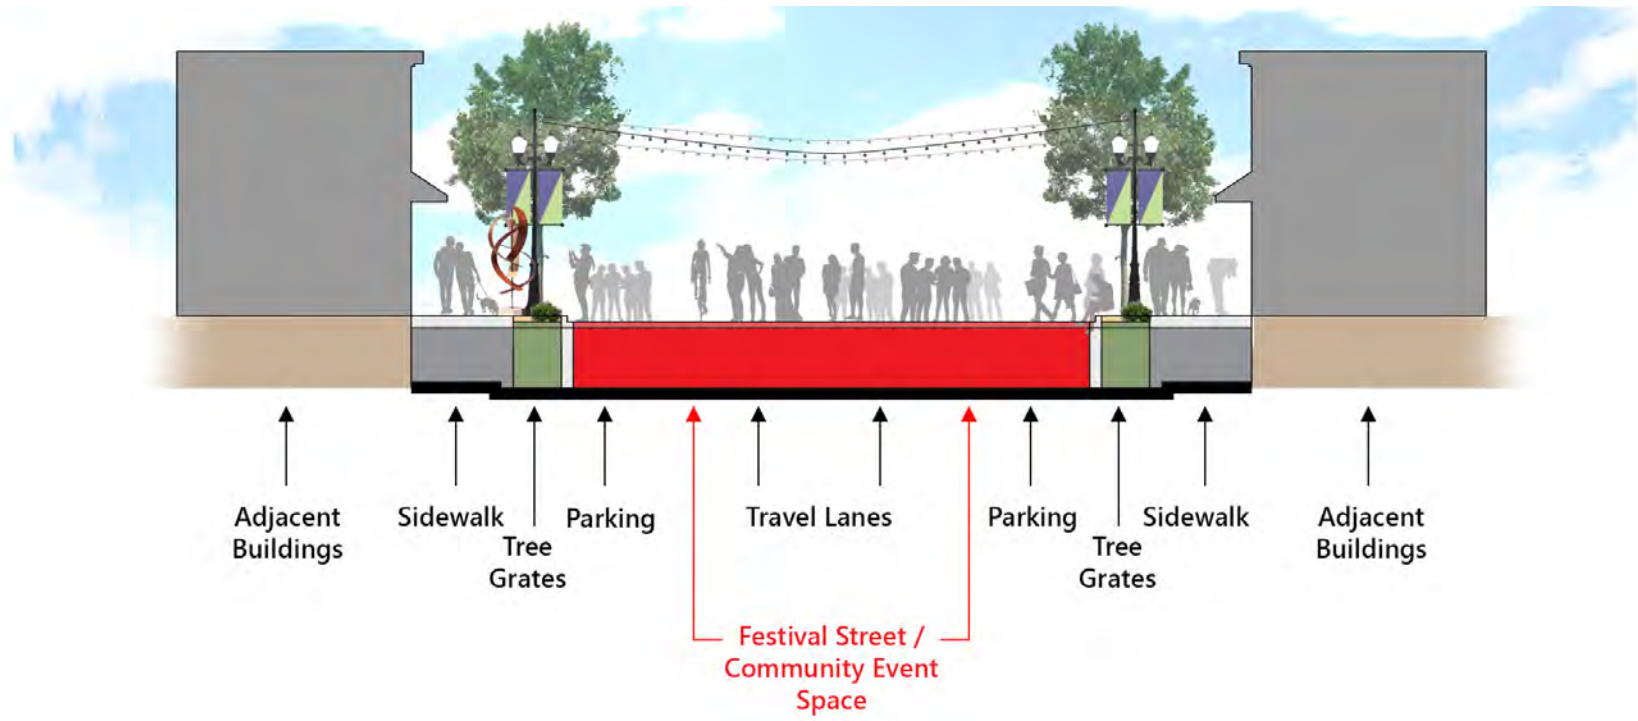 Adjacent
Buildings
Sidewalk
Tree
Grates
Parking
Travel Lanes
Parking
Tree
Grates
Sidewalk
Adjacent
Buildings
Festival Street /
Community Event
Space